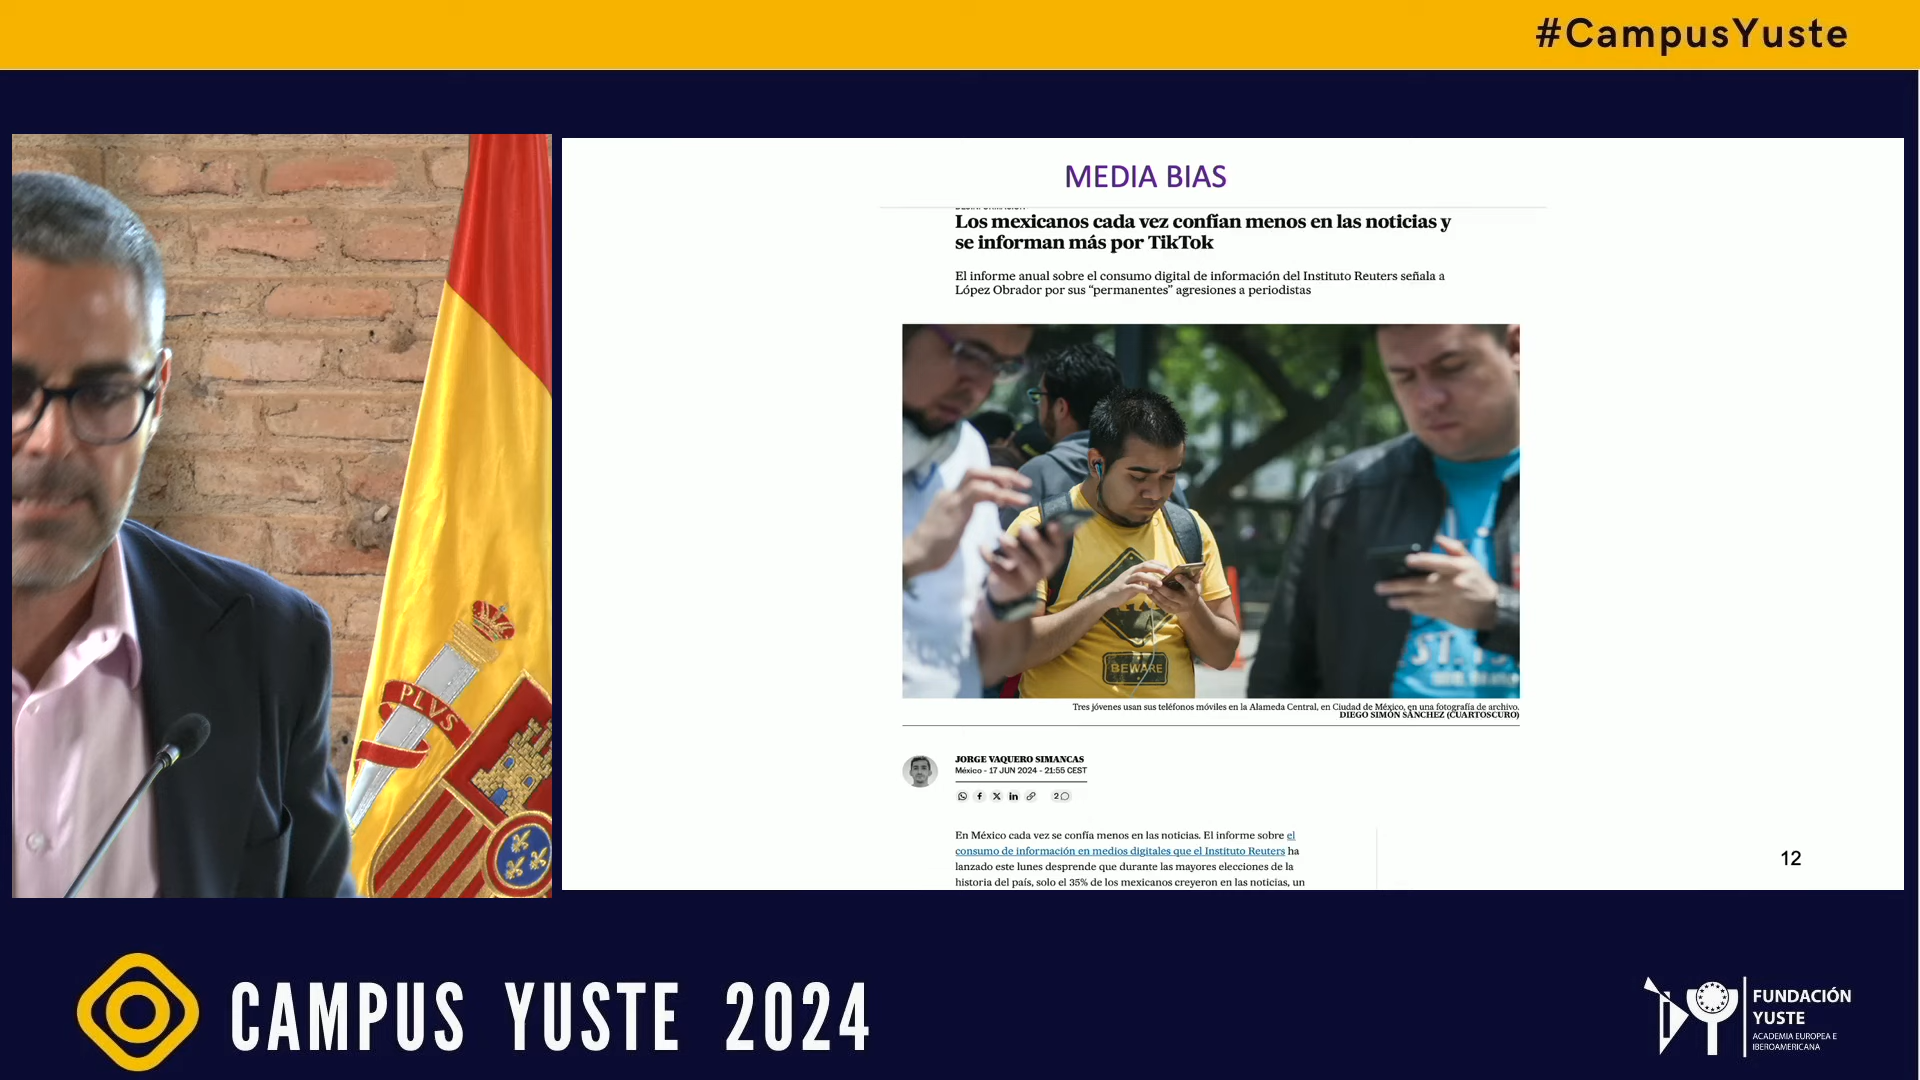 #CampusYuste
MEDIA BIAS
Los mexicanos cada vez confían menos en las noticias y
se informan más por TikTok
El informe anual sobre el consumo digital de información del Instituto Reuters señala a
López Obrador por sus “permanentes” agresiones a periodistas
BEWARE
Tres jóvenes usan sus teléfonos móviles en la Alameda Central, en Ciudad de México, en una fotografía de archivo.
DIEGO SIMÓN SÁNCHEZ (CUARTOSCURO)
JORGE VAQUERO SIMANCAS
México - 17 JUN 2024 - 21:55 CEST
2
En México cada vez se confía menos en las noticias. El informe sobre el
consumo de información en medios digitales que el Instituto Reuters ha
lanzado este lunes desprende que durante las mayores elecciones de la
historia del país, solo el 35% de los mexicanos creyeron en las noticias, un
12
PLVS
CAMPUS YUSTE 2024
FUNDACIÓN
YUSTE
ACADEMIA EUROPEA E
IBEROAMERICANA